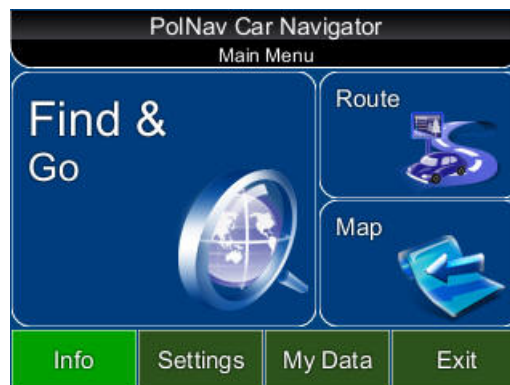 PolNav Car Navigator
Main Menu
Find &
Go
Route
Map
Info
Settings
My Data
Exit